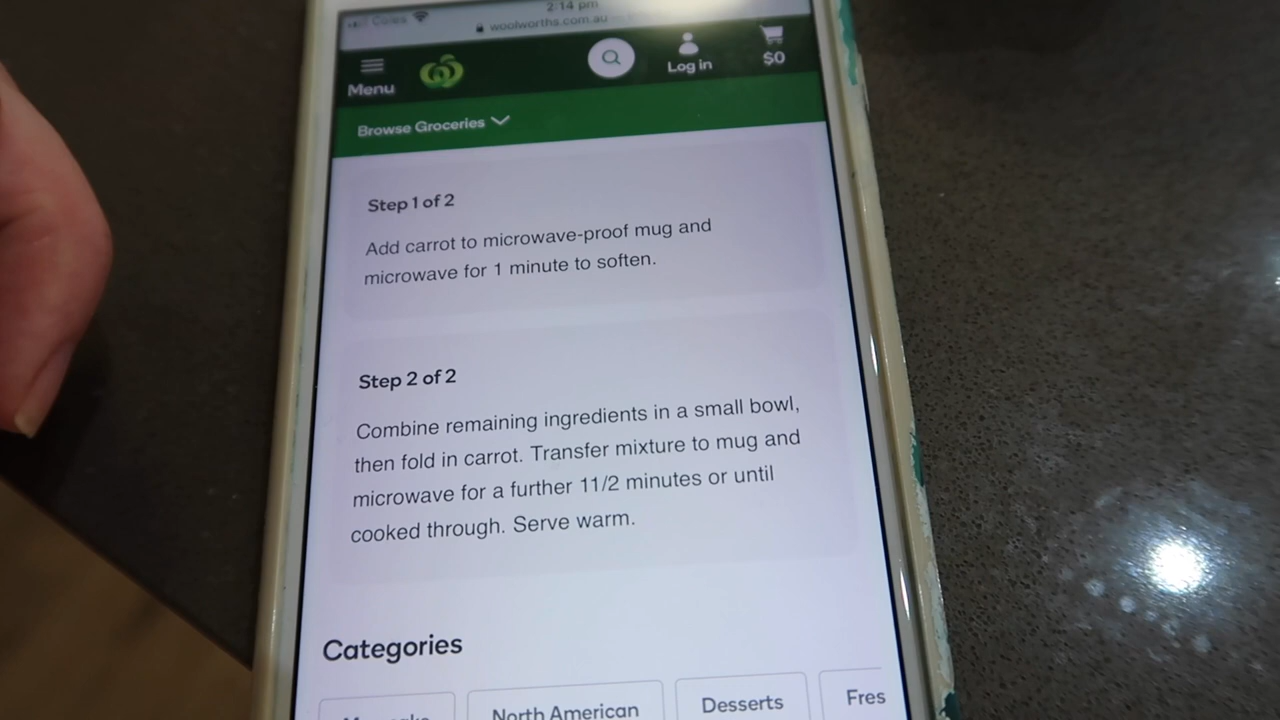 Coles 2:14 pm
woolworths.com.au
Menu
Log in
$0
Browse Groceries
Step 1 of 2
Add carrot to microwave-proof mug and
microwave for 1 minute to soften.
Step 2 of 2
Combine remaining ingredients in a small bowl,
then fold in carrot. Transfer mixture to mug and
microwave for a further 11/2 minutes or until
cooked through. Serve warm.
Categories
North American
Desserts
Fres